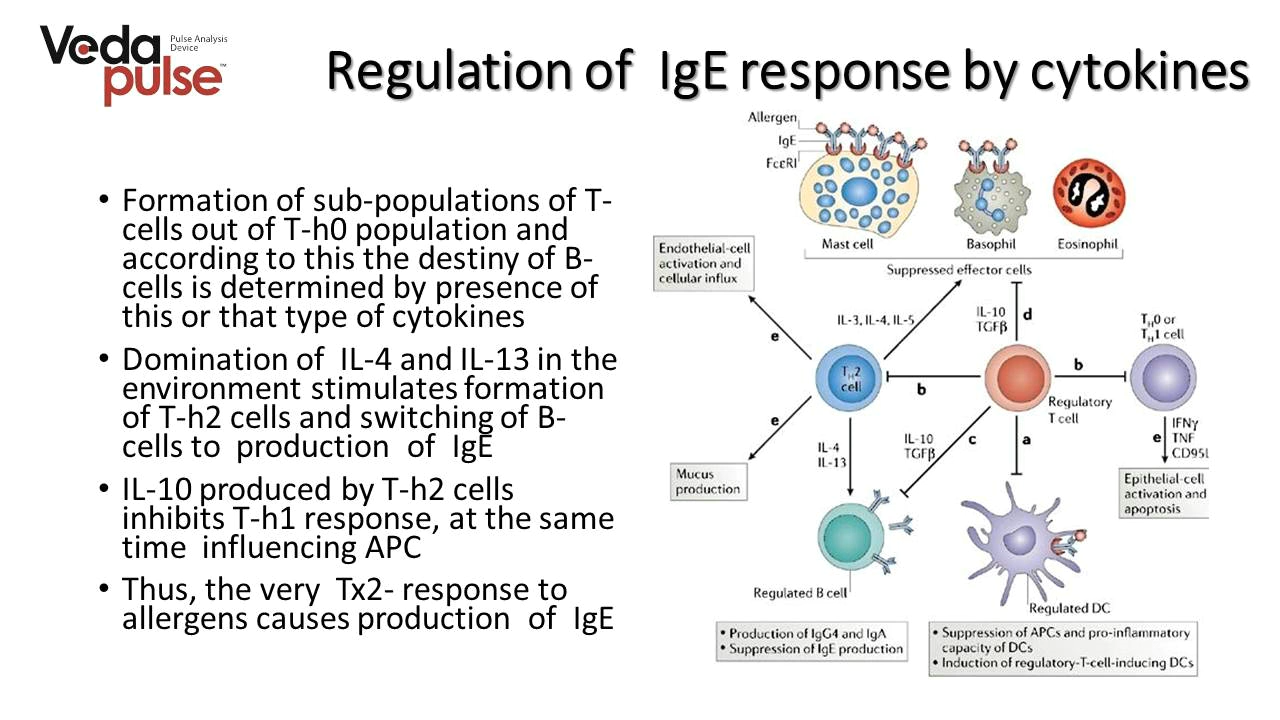 Veda
pulse™
Pulse Analysis
Device
Regulation of IgE response by cytokines
• Formation of sub-populations of T-
cells out of T-h0 population and
according to this the destiny of B-
cells is determined by presence of
this or that type of cytokines
• Domination of IL-4 and IL-13 in the
environment stimulates formation
of T-h2 cells and switching of B-
cells to production of IgE
• IL-10 produced by T-h2 cells
inhibits T-h1 response, at the same
time influencing APC
• Thus, the very Tx2- response to
allergens causes production of IgE
Allergen
IgE
FcεRI
Mast cell
Basophil
Eosinophil
Suppressed effector cells
Endothelial-cell
activation and
cellular influx
IL-3, IL-4, IL-5
IL-10
TGFβ
d
TH0 or
TH1 cell
e
TH2
cell
b
b
Regulatory
T cell
e
IL-4
IL-13
IL-10
TGFβ
c
a
e
IFNγ
TNF
CD95L
Mucus
production
Epithelial-cell
activation and
apoptosis
Regulated B cell
Regulated DC
• Production of IgG4 and IgA
• Suppression of IgE production
• Suppression of APCs and pro-inflammatory
capacity of DCs
• Induction of regulatory-T-cell-inducing DCs